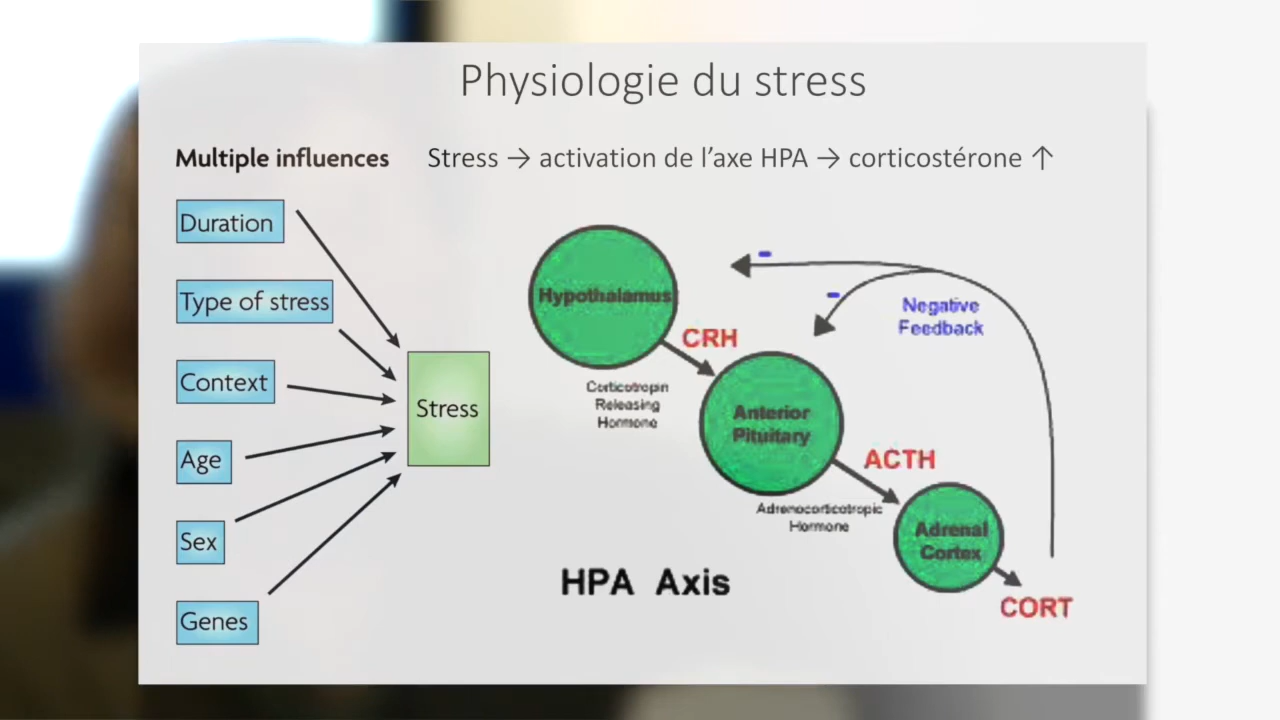 Physiologie du stress
Multiple influences
Stress → activation de l'axe HPA → corticostérone ↑
Duration
Type of stress
Context
Age
Sex
Genes
Stress
Hypothalamus
CRH
Corticotropin
Releasing
Hormone
Anterior
Pituitary
ACTH
Adrenocorticotropic
Hormone
Adrenal
Cortex
CORT
-
-
Negative
Feedback
HPA Axis